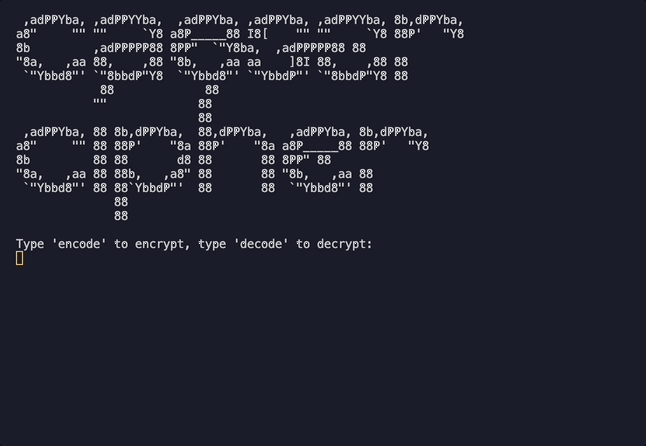 ,adPPYba, ,adPPYYba,  ,adPPYba, ,adPPYba, ,adPPYYba, 8b,dPPYba,
a8"     "" ""     `Y8 a8P_____88 I8[    "" ""     `Y8 88P'   "Y8
8b         ,adPPPPP88 8PP"  `"Y8ba,  ,adPPPPP88 88
"8a,   ,aa 88,    ,88 "8b,   ,aa aa    ]8I 88,    ,88 88
 `"Ybbd8"' `"8bbdP"Y8  `"Ybbd8"' `"YbbdP"' `"8bbdP"Y8 88
            88             88
           ""             88
                          88
 ,adPPYba, 88 8b,dPPYba,  88,dPPYba,   ,adPPYba, 8b,dPPYba,
a8"     "" 88 88P'    "8a 88P'    "8a a8P_____88 88P'   "Y8
8b         88 88       d8 88       88 8PP" 88
"8a,   ,aa 88 88b,   ,a8" 88       88 "8b,   ,aa 88
 `"Ybbd8"' 88 88`YbbdP"'  88       88  `"Ybbd8"' 88
              88
              88
Type 'encode' to encrypt, type 'decode' to decrypt: